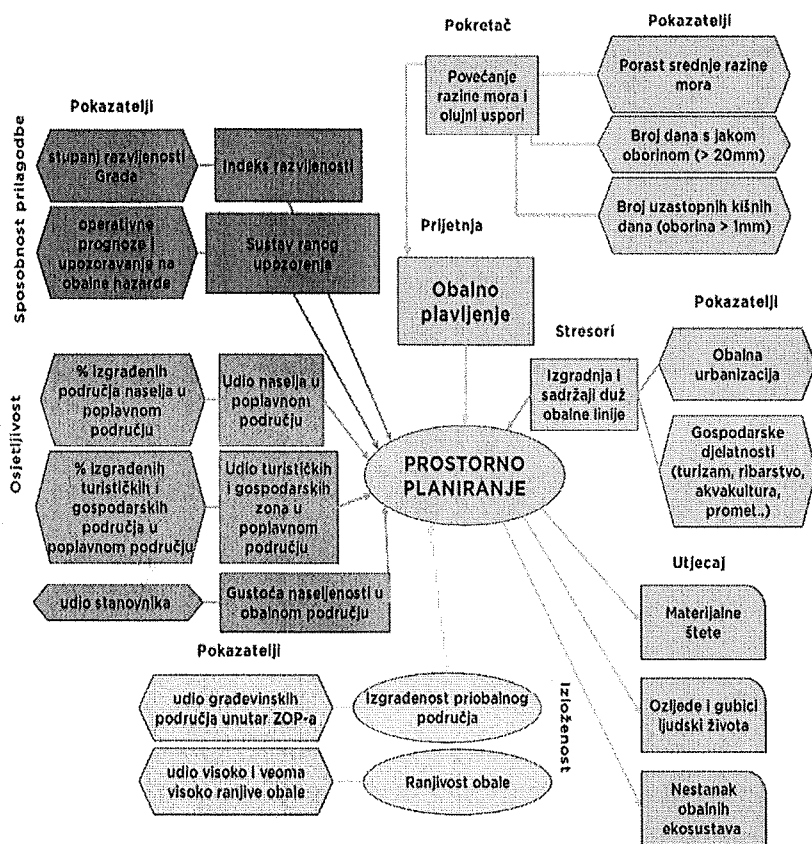 Pokretač
Povećanje
razine mora i
olujni uspori
Pokazatelji
Porast srednje razine
mora
Broj dana s jakom
oborinom (> 20mm)
Broj uzastopnih kišnih
dana (oborina > 1mm)
Sposobnost prilagodbe
Pokazatelji
stupanj razvijenosti
Grada
Indeks razvijenosti
operativne
prognoze i
upozoravanje na
obalne hazarde
Sustav ranog
upozorenja
Prijetnja
Obalno
plavljenje
Stresori
Izgradnja i
sadržaji duž
obalne linije
Pokazatelji
Obalna
urbanizacija
Gospodarske
djelatnosti
(turizam, ribarstvo,
akvakultura,
promet..)
Osjetljivost
% izgrađenih
područja naselja u
poplavnom
području
Udio naselja u
poplavnom
području
% izgrađenih
turističkih i
gospodarskih
područja u
poplavnom području
Udio turističkih
i gospodarskih
zona u
poplavnom
području
udio stanovnika
Gustoća naseljenosti u
obalnom području
PROSTORNO
PLANIRANJE
Utjecaj
Materijalne
štete
Ozlijede i gubici
ljudski života
Nestanak
obalnih
ekosustava
Pokazatelji
udio građevinskih
područja unutar ZOP-a
Izgrađenost priobalnog
područja
udio visoko i veoma
visoko ranjive obale
Ranjivost obale
Izloženost